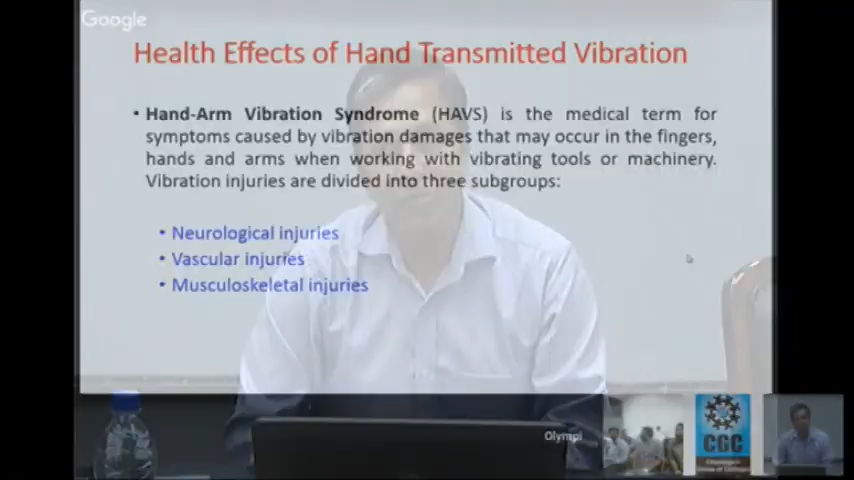 Google
Health Effects of Hand Transmitted Vibration
• Hand-Arm Vibration Syndrome (HAVS) is the medical term for
symptoms caused by vibration damages that may occur in the fingers,
hands and arms when working with vibrating tools or machinery.
Vibration injuries are divided into three subgroups:
• Neurological injuries
• Vascular injuries
• Musculoskeletal injuries
Olympi
CGC